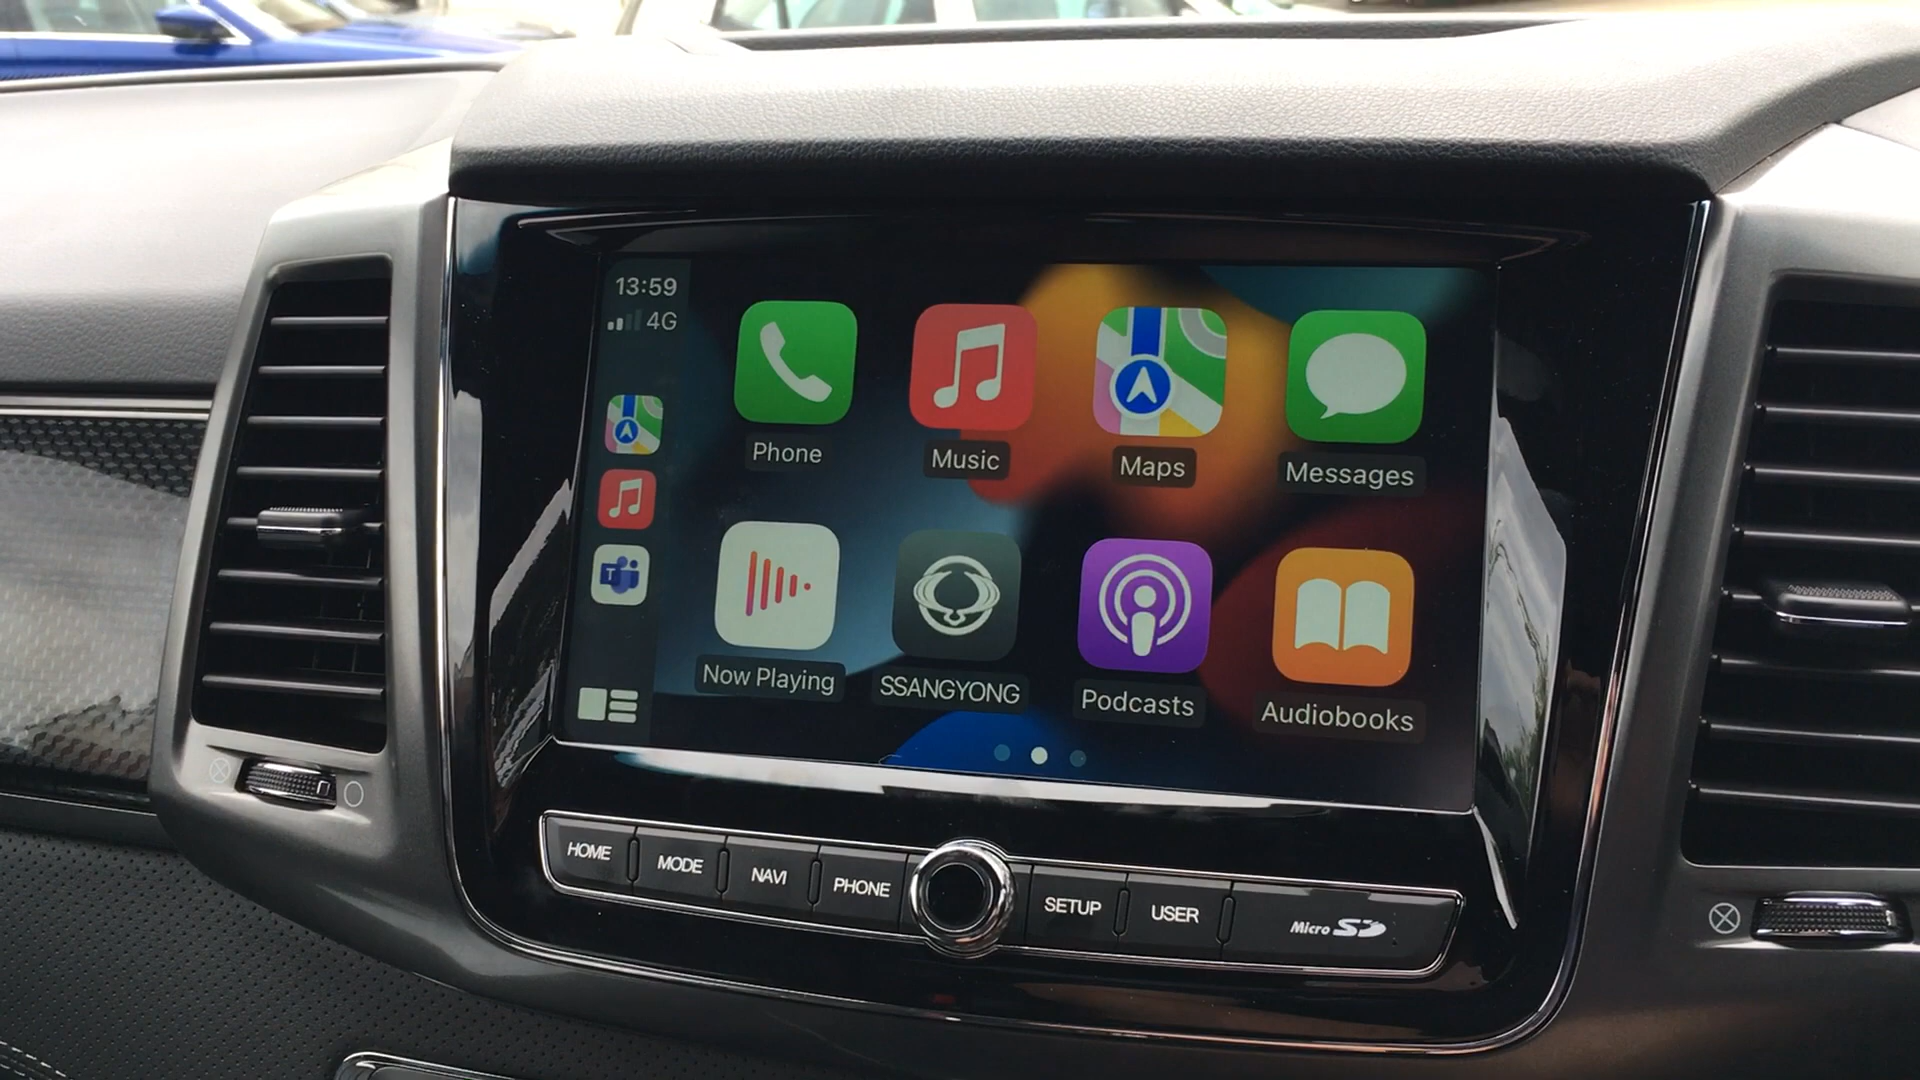 13:59
4G
Phone
Music
Maps
Messages
T
Now Playing
SSANGYONG
Podcasts
Audiobooks
HOME
MODE
NAVI
PHONE
SETUP
USER
Micro SD